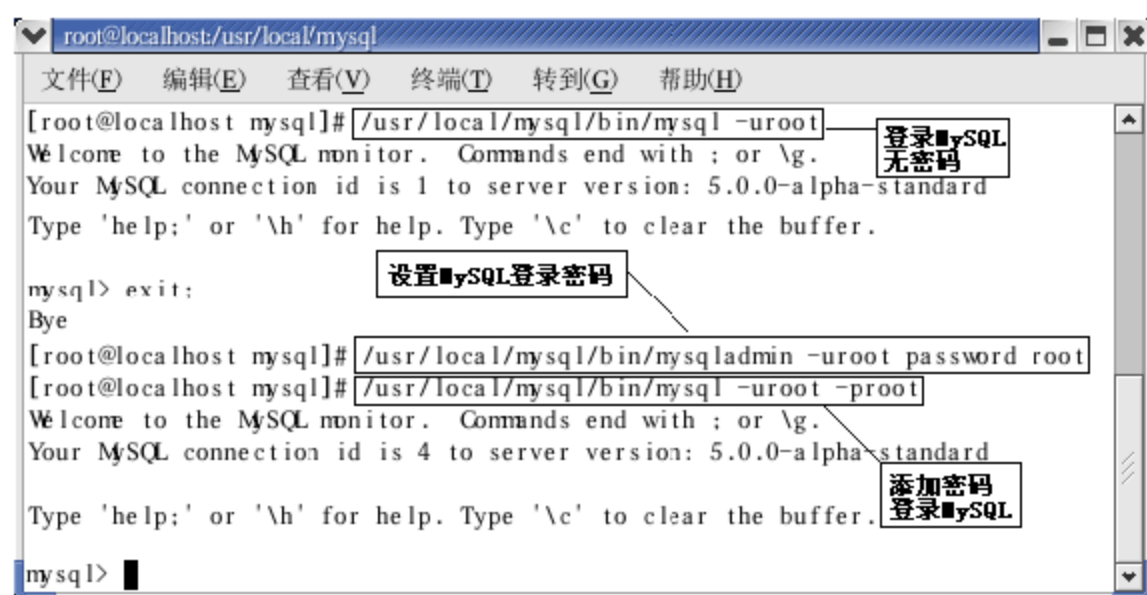 root@localhost:/usr/local/mysql
文件(F) 编辑(E) 查看(V) 终端(T) 转到(G) 帮助(H)
[root@localhost mysql]# /usr/local/mysql/bin/mysql -uroot
登录MySQL
无密码
Welcome to the MySQL monitor. Commands end with ; or \g.
Your MySQL connection id is 1 to server version: 5.0.0-alpha-standard
Type 'help;' or '\h' for help. Type '\c' to clear the buffer.
设置MySQL登录密码
mysql> exit;
Bye
[root@localhost mysql]# /usr/local/mysql/bin/mysqladmin -uroot password root
[root@localhost mysql]# /usr/local/mysql/bin/mysql -uroot -proot
Welcome to the MySQL monitor. Commands end with ; or \g.
Your MySQL connection id is 4 to server version: 5.0.0-alpha-standard
添加密码
登录MySQL
Type 'help;' or '\h' for help. Type '\c' to clear the buffer.
mysql>